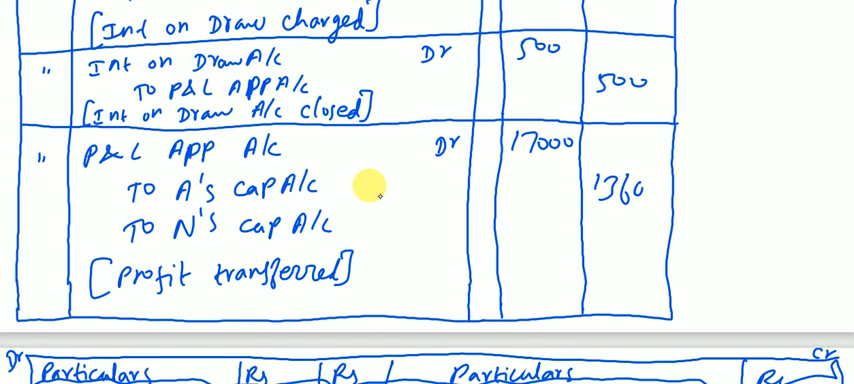 [Int on Draw charged]
" Int on Draw A/c Dr 500
To P&L APP A/c 500
[Int on Draw A/c closed]
" P&L APP A/c Dr 17000
To A's cap A/c 1360
To N's cap A/c
[Profit transferred]
Dr Cr
Particulars Rs Rs Particulars Rs